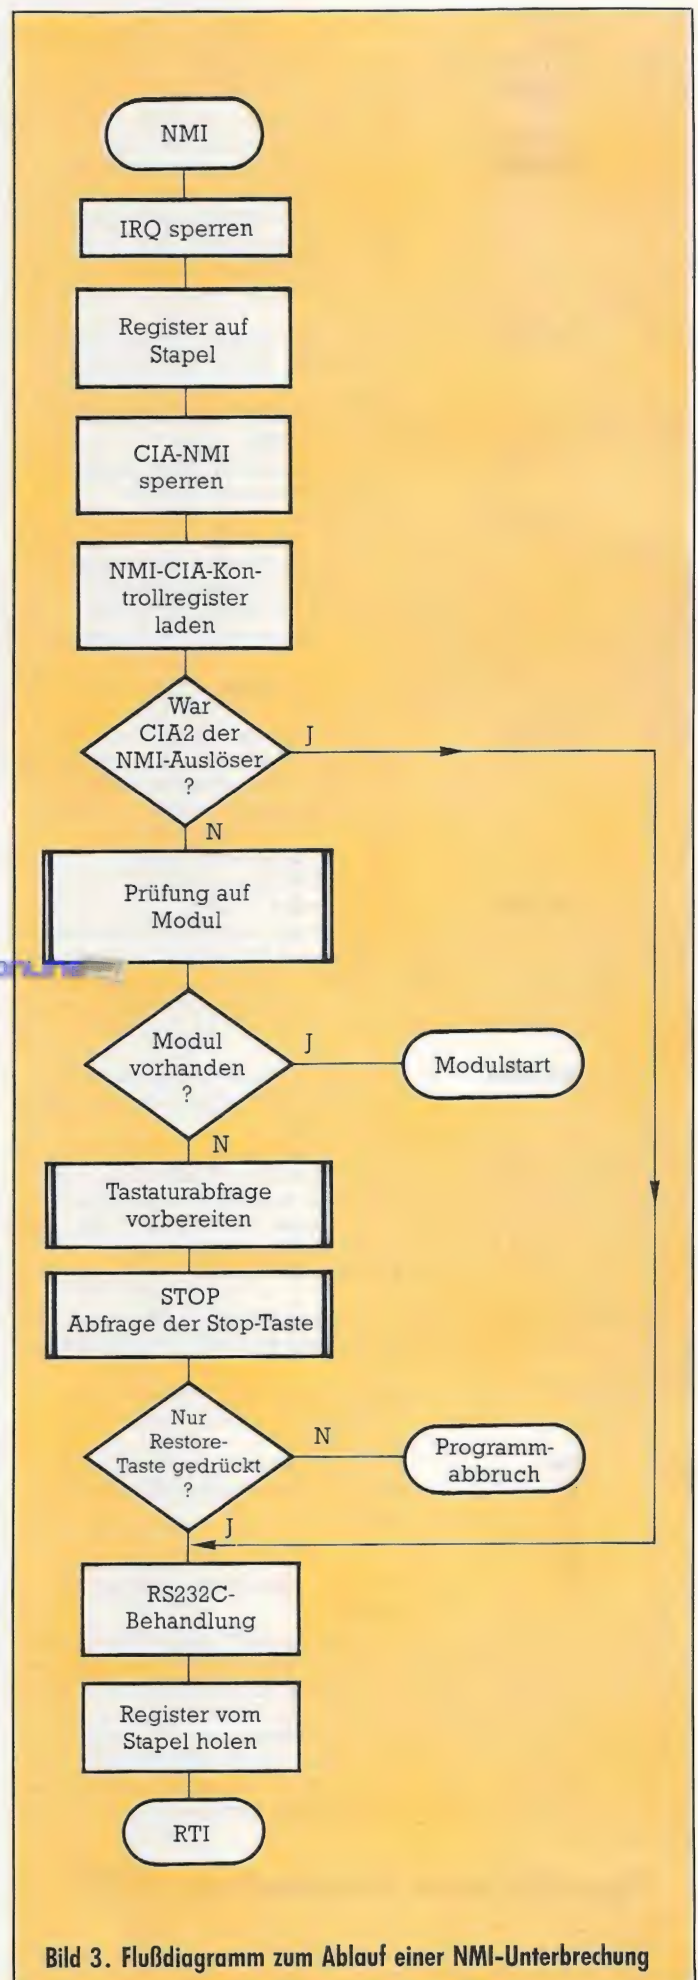 NMI
IRQ sperren
Register auf
Stapel
CIA-NMI
sperren
NMI-CIA-Kon-
trollregister
laden
War
CIA2 der
NMI-Auslöser
?
J
N
Prüfung auf
Modul
online
Modul
vorhanden
?
J
Modulstart
N
Tastaturabfrage
vorbereiten
STOP
Abfrage der Stop-Taste
Nur
Restore-
Taste gedrückt
?
N
Programm-
abbruch
J
RS232C-
Behandlung
Register vom
Stapel holen
RTI
Bild 3. Flußdiagramm zum Ablauf einer NMI-Unterbrechung